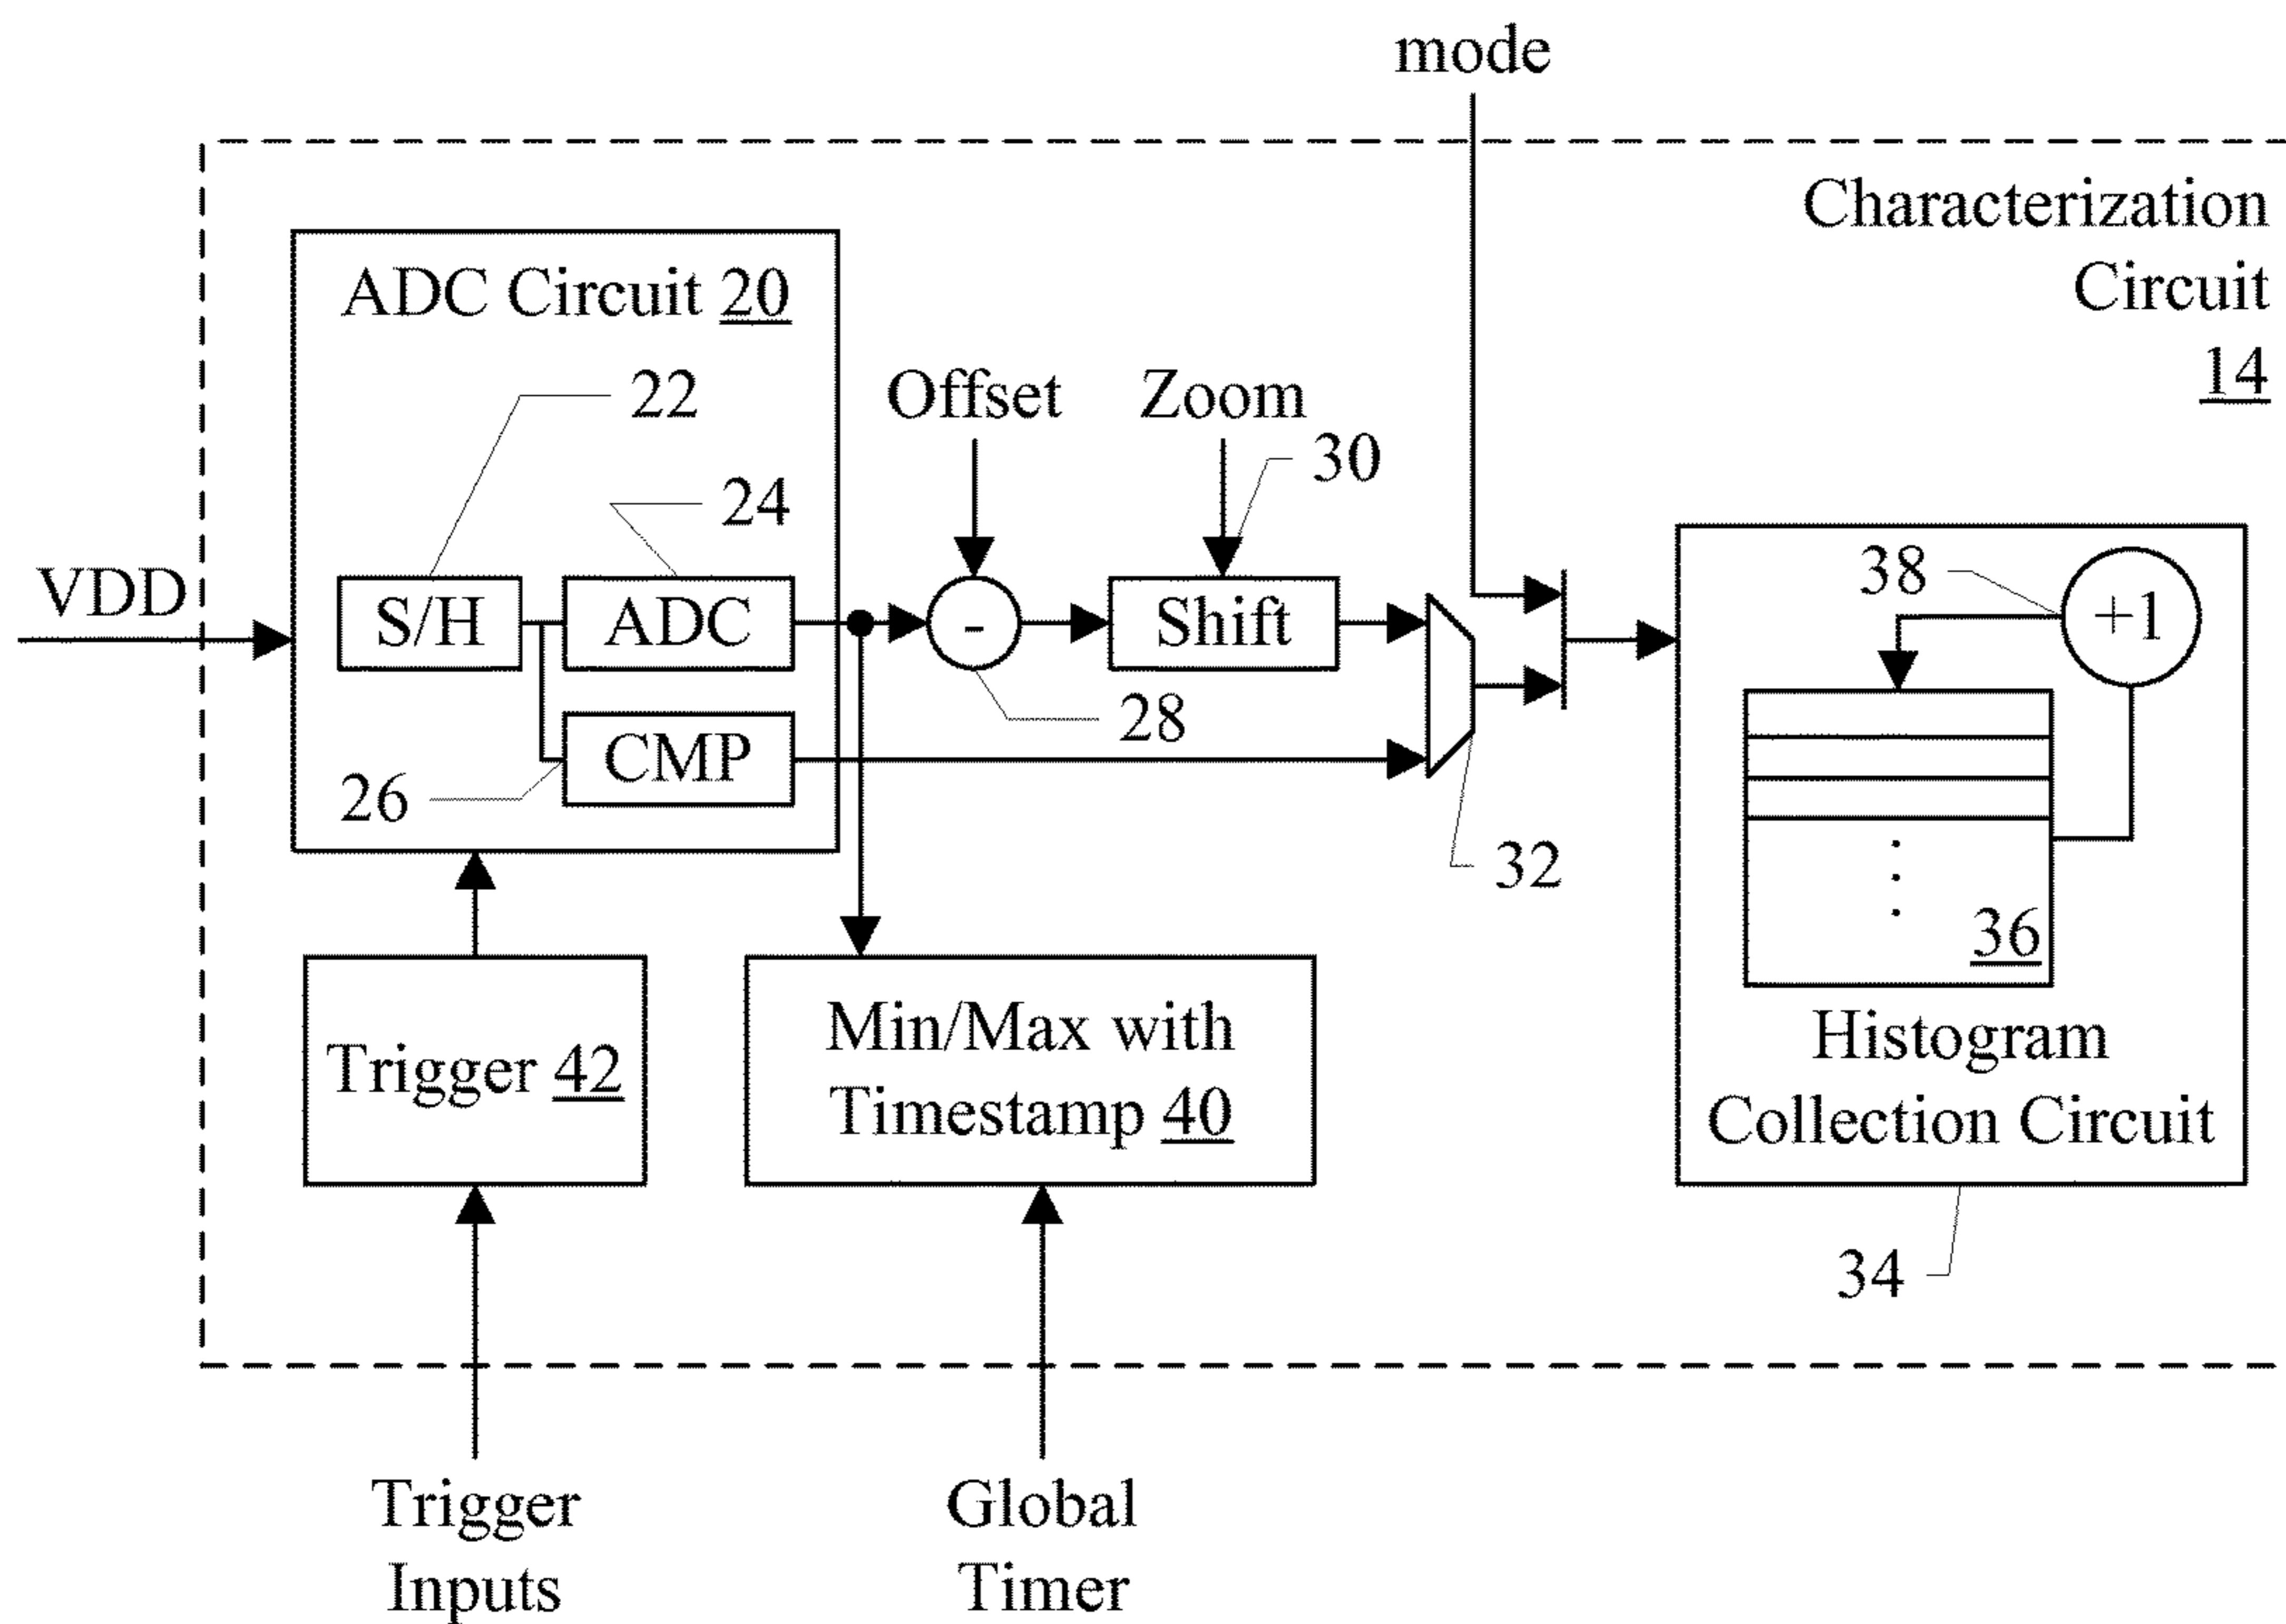 mode
Characterization
Circuit
14
ADC Circuit 20
22
Offset
Zoom
30
24
VDD
S/H
ADC
-
Shift
38
+1
28
CMP
26
32
36
Trigger 42
Min/Max with
Timestamp 40
Histogram
Collection Circuit
34
Trigger
Inputs
Global
Timer